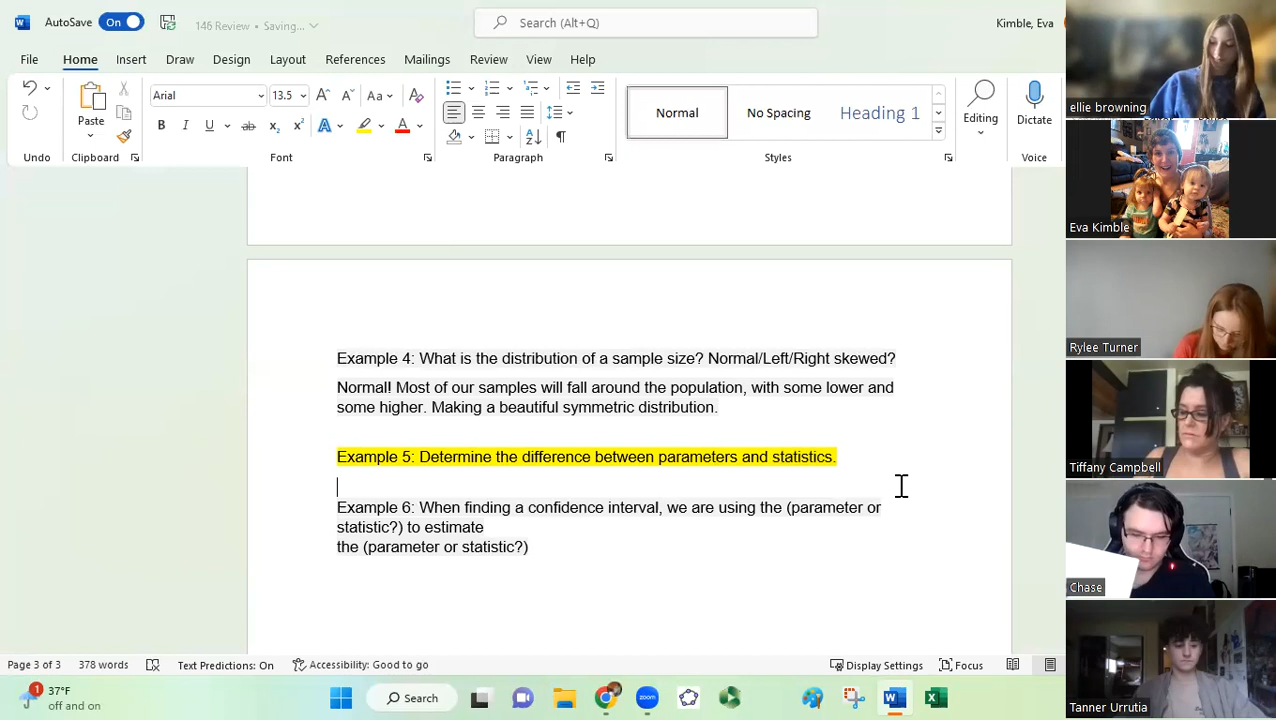 AutoSave On 146 Review • Saving... Search (Alt+Q) Kimble, Eva
File Home Insert Draw Design Layout References Mailings Review View Help
Paste Arial 13.5 Aa Normal No Spacing Heading 1 Editing Dictate
B I U ab x₂ x² A A
Undo Clipboard Font Paragraph Styles Voice
Example 4: What is the distribution of a sample size? Normal/Left/Right skewed?
Normal! Most of our samples will fall around the population, with some lower and
some higher. Making a beautiful symmetric distribution.
Example 5: Determine the difference between parameters and statistics.
Example 6: When finding a confidence interval, we are using the (parameter or
statistic?) to estimate
the (parameter or statistic?)
Page 3 of 3 378 words Text Predictions: On Accessibility: Good to go Display Settings Focus
1 37°F
off and on
Search
ellie browning
Eva Kimble
Rylee Turner
Tiffany Campbell
Chase
Tanner Urrutia